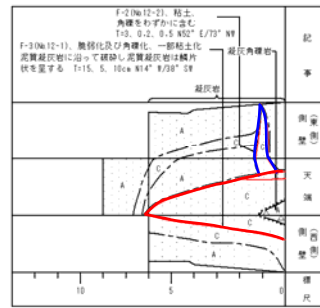 F-2(No12-2)、粘土、
角礫をわずかに含む
T=3、0.2、0.5 N52°E/73°NW
F-3(No12-1)、脆弱化及び角礫化、一部粘土化
泥質凝灰岩に沿って破砕し泥質凝灰岩は鱗片
状を呈する T=15、5、10cm N14°W/38°SW
凝灰角礫岩
凝灰岩
記事
側壁(東側)
天端
側壁(西側)
標尺
A
C
C
C
A
C
A
C
C
C
A
10
5
0